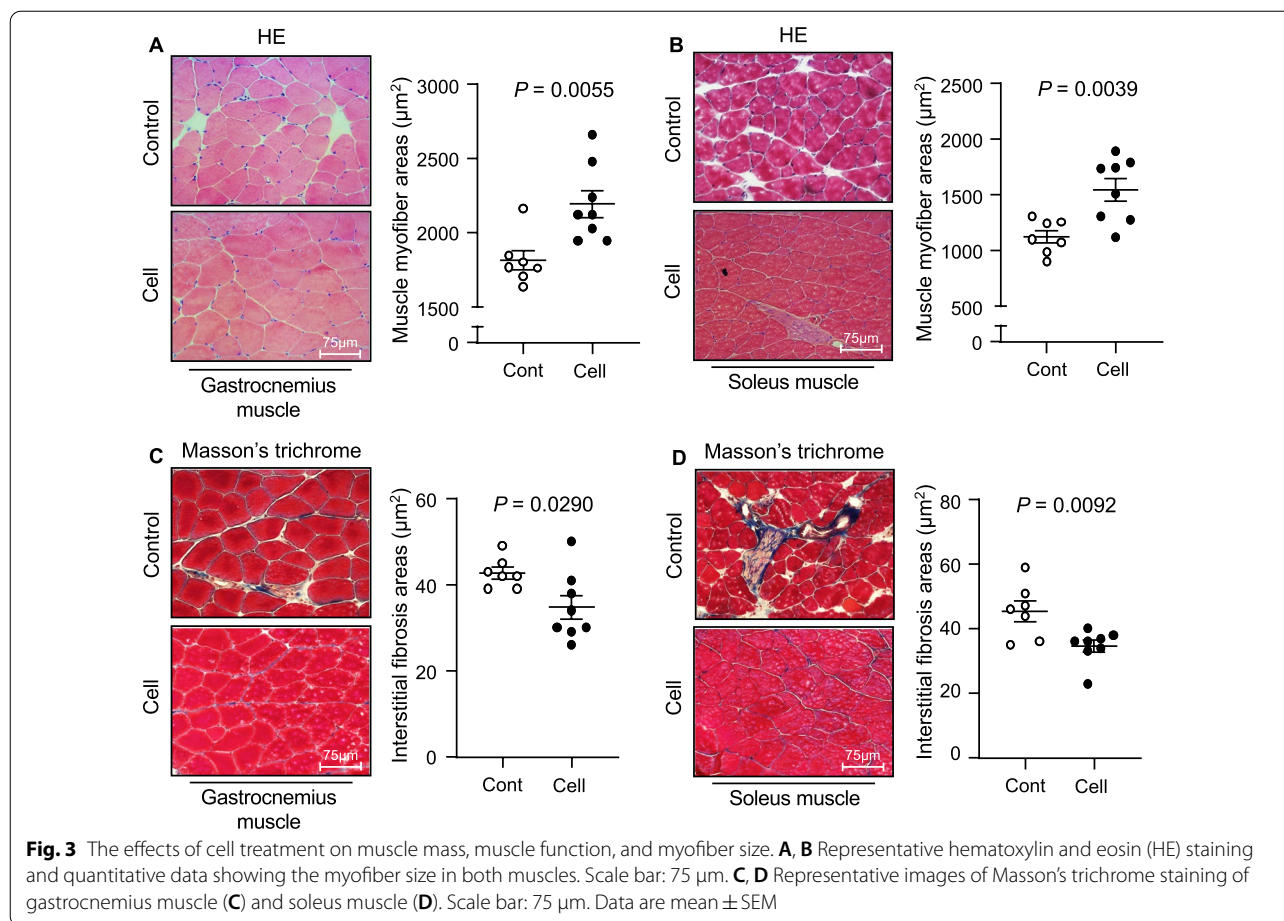 A
HE
Control
Cell
75μm
Gastrocnemius
muscle
Muscle myofiber areas (μm²)
3000
2500
2000
1500
0
P = 0.0055
Cont
Cell
B
HE
Control
Cell
75μm
Soleus muscle
Muscle myofiber areas (μm²)
2500
2000
1500
1000
500
0
P = 0.0039
Cont
Cell
C
Masson's trichrome
Control
Cell
75μm
Gastrocnemius
muscle
Interstitial fibrosis areas (μm²)
60
40
20
0
P = 0.0290
Cont
Cell
D
Masson's trichrome
Control
Cell
75μm
Soleus muscle
Interstitial fibrosis areas (μm²)
80
60
40
20
0
P = 0.0092
Cont
Cell
Fig. 3 The effects of cell treatment on muscle mass, muscle function, and myofiber size. A, B Representative hematoxylin and eosin (HE) staining
and quantitative data showing the myofiber size in both muscles. Scale bar: 75 μm. C, D Representative images of Masson's trichrome staining of
gastrocnemius muscle (C) and soleus muscle (D). Scale bar: 75 μm. Data are mean ± SEM